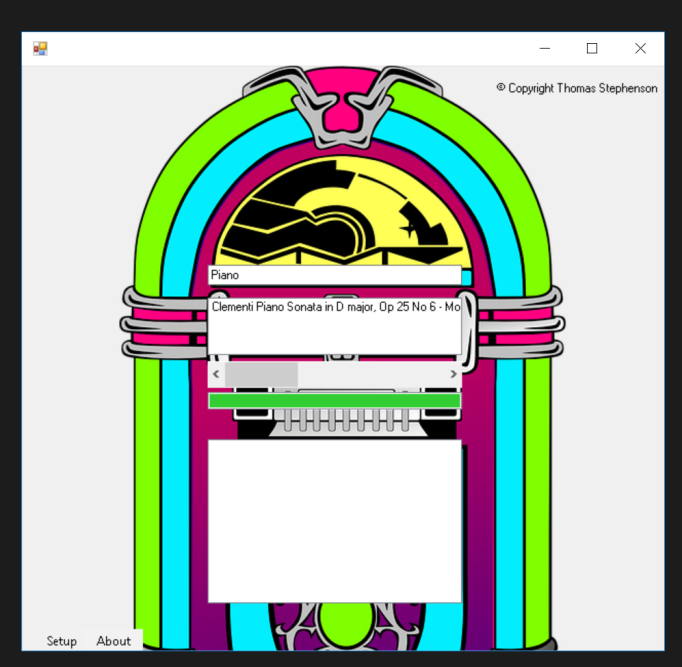 © Copyright Thomas Stephenson
Piano
Clementi Piano Sonata in D major, Op 25 No 6 - Mo
Setup About